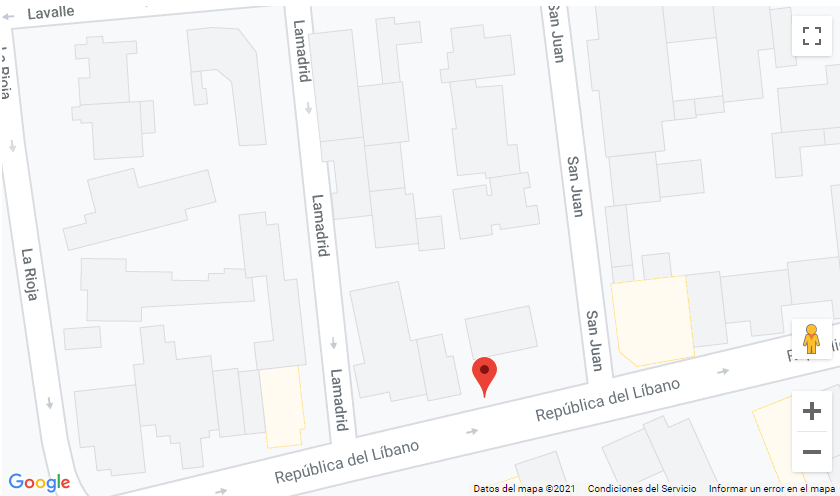 Lavalle
La Rioja
Lamadrid
San Juan
San Juan
Lamadrid
La Rioja
San Juan
Lamadrid
República del Líbano
República del Líbano
Google
Datos del mapa ©2021 Condiciones del Servicio Informar un error en el mapa